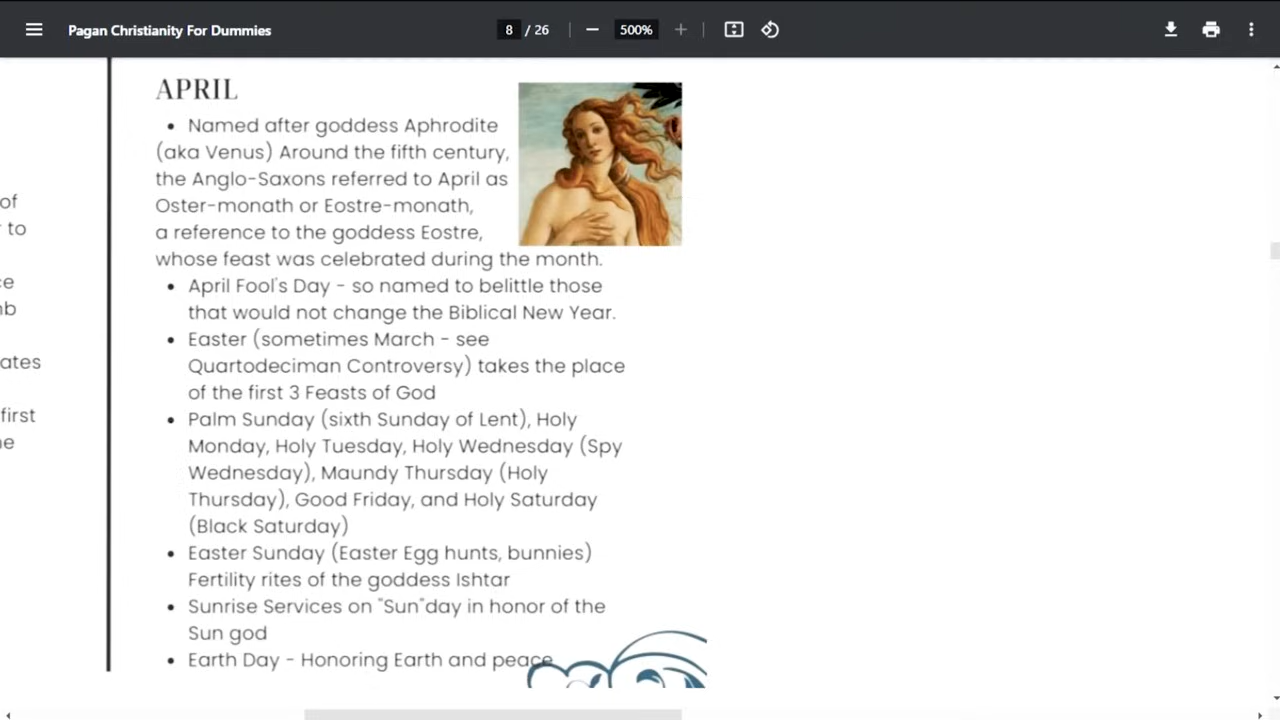 Pagan Christianity For Dummies
8 / 26
500%
of
to
ce
mb
ates
first
ne
APRIL
• Named after goddess Aphrodite
(aka Venus) Around the fifth century,
the Anglo-Saxons referred to April as
Oster-monath or Eostre-monath,
a reference to the goddess Eostre,
whose feast was celebrated during the month.
• April Fool's Day - so named to belittle those
that would not change the Biblical New Year.
• Easter (sometimes March - see
Quartodeciman Controversy) takes the place
of the first 3 Feasts of God
• Palm Sunday (sixth Sunday of Lent), Holy
Monday, Holy Tuesday, Holy Wednesday (Spy
Wednesday), Maundy Thursday (Holy
Thursday), Good Friday, and Holy Saturday
(Black Saturday)
• Easter Sunday (Easter Egg hunts, bunnies)
Fertility rites of the goddess Ishtar
• Sunrise Services on "Sun"day in honor of the
Sun god
• Earth Day - Honoring Earth and peace